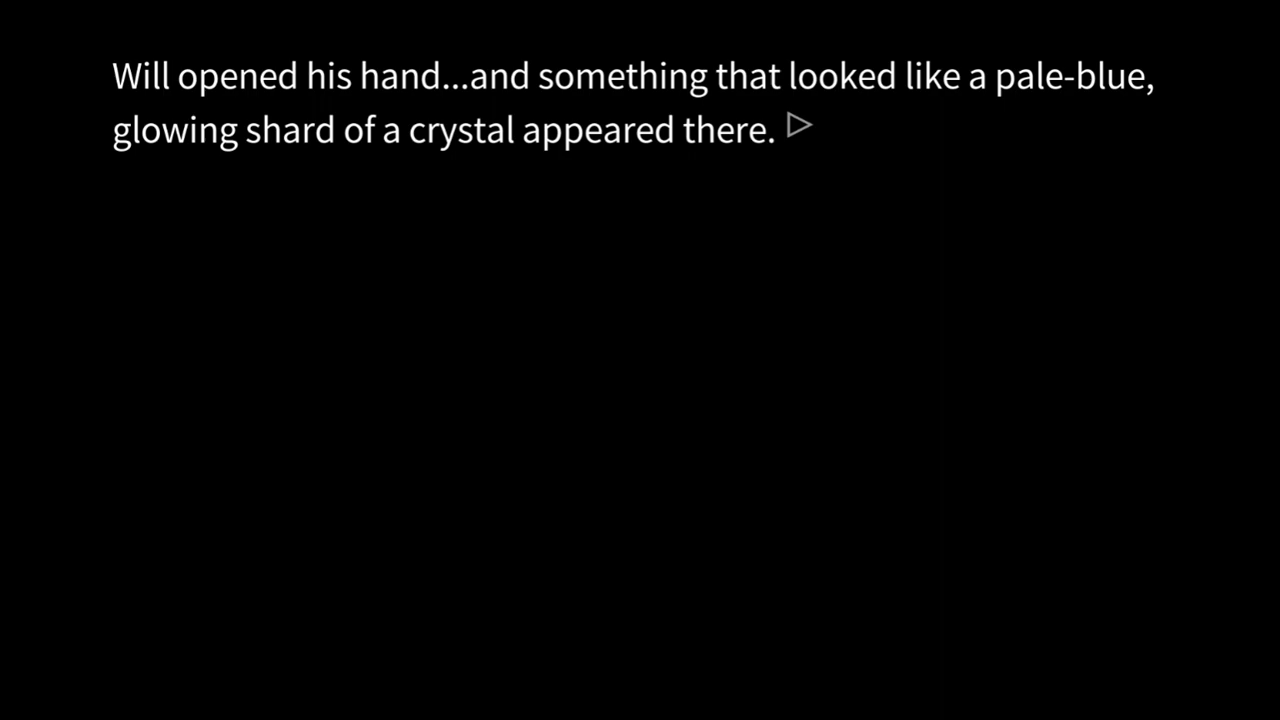 Will opened his hand...and something that looked like a pale-blue,
glowing shard of a crystal appeared there.